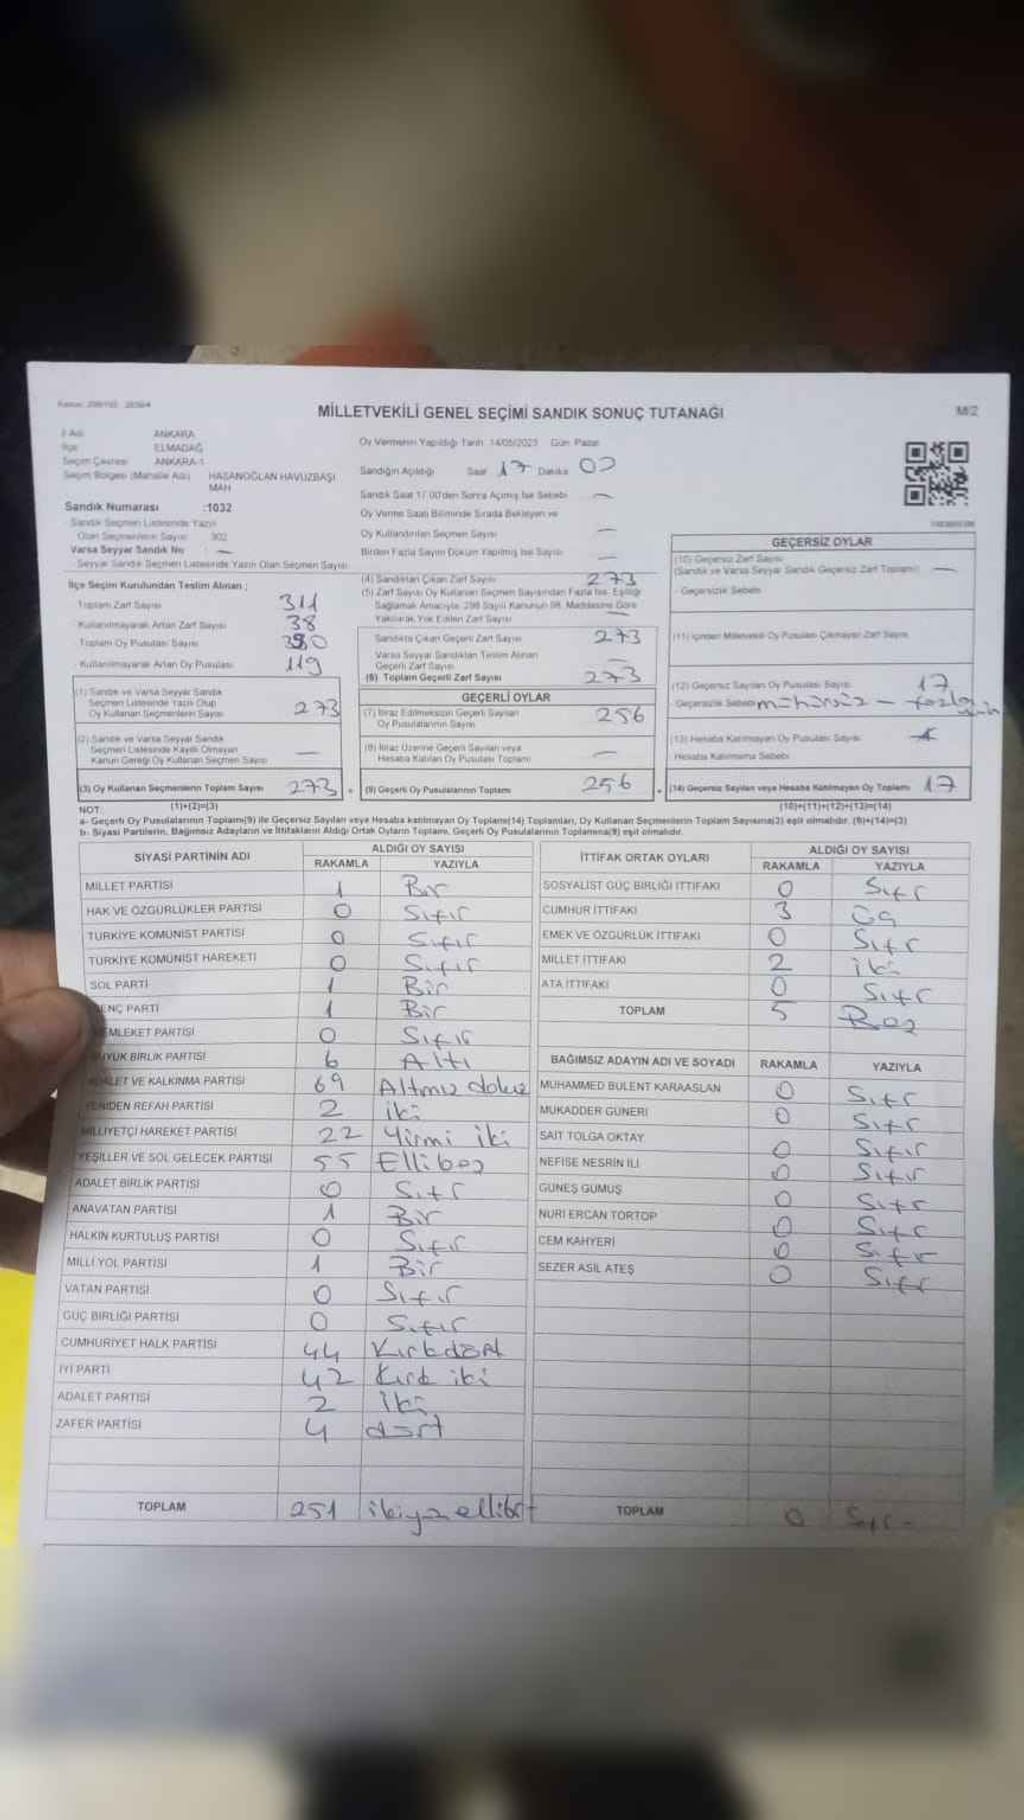 MİLLETVEKİLİ GENEL SEÇİMİ SANDIK SONUÇ TUTANAĞI
M/2
İl Adı ANKARA
İlçe ELMADAĞ
Seçim Çevresi ANKARA-1
Seçim Bölgesi (Mahalle Adı) HASANOĞLAN HAVUZBAŞI MAH
Sandık Numarası :1032
Sandık Seçmen Listesinde Yazılı
Olan Seçmenlerin Sayısı 302
Varsa Seyyar Sandık No : —
Seyyar Sandık Seçmen Listesinde Yazılı Olan Seçmen Sayısı
Oy Vermenin Yapıldığı Tarih 14/05/2023 Gün Pazar
Sandığın Açıldığı Saat 17 Dakika 00
Sandık Saat 17.00'den Sonra Açılmış İse Sebebi —
Oy Verme Saati Bitiminde Sırada Bekleyen ve
Oy Kullandırılan Seçmen Sayısı —
Birden Fazla Sayım Döküm Yapılmış İse Sayısı —
İlçe Seçim Kurulundan Teslim Alınan ;
Toplam Zarf Sayısı 311
Kullanılmayarak Artan Zarf Sayısı 38
Toplam Oy Pusulası Sayısı
Kullanılmayarak Artan Oy Pusulası 119
(1) Sandık ve Varsa Seyyar Sandık
Seçmen Listesinde Yazılı Olup
Oy Kullanan Seçmenlerin Sayısı 273
(2) Sandık ve Varsa Seyyar Sandık
Seçmen Listesinde Kayıtlı Olmayan
Kanun Gereği Oy Kullanan Seçmen Sayısı —
(3) Oy Kullanan Seçmenlerin Toplam Sayısı 273
(4) Sandıktan Çıkan Zarf Sayısı 273
(5) Zarf Sayısı Oy Kullanan Seçmen Sayısından Fazla İse, Eşitliği
Sağlamak Amacıyla, 298 Sayılı Kanunun 98. Maddesine Göre
Yakılarak Yok Edilen Zarf Sayısı —
Sandıkta Çıkan Geçerli Zarf Sayısı 273
Varsa Seyyar Sandıktan Teslim Alınan
Geçerli Zarf Sayısı —
(6) Toplam Geçerli Zarf Sayısı 273
GEÇERLİ OYLAR
(7) İtiraz Edilmeksizin Geçerli Sayılan
Oy Pusulalarının Sayısı 256
(8) İtiraz Üzerine Geçerli Sayılan veya
Hesaba Katılan Oy Pusulası Toplamı —
(9) Geçerli Oy Pusulalarının Toplamı 256
GEÇERSİZ OYLAR
(10) Geçersiz Zarf Sayısı
(Sandık ve Varsa Seyyar Sandık Geçersiz Zarf Toplamı) —
Geçersizlik Sebebi
(11) İçinden Milletvekili Oy Pusulası Çıkmayan Zarf Sayısı
(12) Geçersiz Sayılan Oy Pusulası Sayısı 17
Geçersizlik Sebebi mühürsüz -
(13) Hesaba Katılmayan Oy Pusulası Sayısı
Hesaba Katılmama Sebebi
(14) Geçersiz Sayılan veya Hesaba Katılmayan Oy Toplamı 17
NOT: (1)+(2)=(3)
(10)+(11)+(12)+(13)=(14)
a- Geçerli Oy Pusulalarının Toplamı(9) ile Geçersiz Sayılan veya Hesaba katılmayan Oy Toplamı(14) Toplamları, Oy Kullanan Seçmenlerin Toplam Sayısına(3) eşit olmalıdır. (9)+(14)=(3)
b- Siyasi Partilerin, Bağımsız Adayların ve İttifakların Aldığı Ortak Oyların Toplamı, Geçerli Oy Pusulalarının Toplamına(9) eşit olmalıdır.
SİYASİ PARTİNİN ADI
ALDIĞI OY SAYISI
RAKAMLA YAZIYLA
MİLLET PARTİSİ 1 Bir
HAK VE ÖZGÜRLÜKLER PARTİSİ 0 Sıfır
TÜRKİYE KOMÜNİST PARTİSİ 0 Sıfır
TÜRKİYE KOMÜNİST HAREKETİ 0 Sıfır
SOL PARTİ 1 Bir
ENÇ PARTİ 1 Bir
EMLEKET PARTİSİ 0 Sıfır
ÜYÜK BİRLİK PARTİSİ 6 Altı
ADALET VE KALKINMA PARTİSİ 69 Altmış dokuz
YENİDEN REFAH PARTİSİ 2 iki
MİLLİYETÇİ HAREKET PARTİSİ 22 Yirmi iki
YEŞİLLER VE SOL GELECEK PARTİSİ 55 Ellibeş
ADALET BİRLİK PARTİSİ 0 Sıfır
ANAVATAN PARTİSİ 1 Bir
HALKIN KURTULUŞ PARTİSİ 0 Sıfır
MİLLİ YOL PARTİSİ 1 Bir
VATAN PARTİSİ 0 Sıfır
GÜÇ BİRLİĞİ PARTİSİ 0 Sıfır
CUMHURİYET HALK PARTİSİ 44 Kırkdört
İYİ PARTİ 42 Kırk iki
ADALET PARTİSİ 2 İki
ZAFER PARTİSİ 4 dört
TOPLAM 251 ikiyüzellibir
İTTİFAK ORTAK OYLARI
ALDIĞI OY SAYISI
RAKAMLA YAZIYLA
SOSYALİST GÜÇ BİRLİĞİ İTTİFAKI 0 Sıfır
CUMHUR İTTİFAKI 3 Üç
EMEK VE ÖZGÜRLÜK İTTİFAKI 0 Sıfır
MİLLET İTTİFAKI 2 iki
ATA İTTİFAKI 0 Sıfır
TOPLAM 5 Beş
BAĞIMSIZ ADAYIN ADI VE SOYADI RAKAMLA YAZIYLA
MUHAMMED BÜLENT KARAASLAN 0 Sıfır
MUKADDER GÜNERİ 0 Sıfır
SAİT TOLGA OKTAY 0 Sıfır
NEFİSE NESRİN İLİ 0 Sıfır
GÜNEŞ GÜMÜŞ 0 Sıfır
NURİ ERCAN TORTOP 0 Sıfır
CEM KAHYERİ 0 Sıfır
SEZER ASİL ATEŞ 0 Sıfır
TOPLAM 0 Sıfır